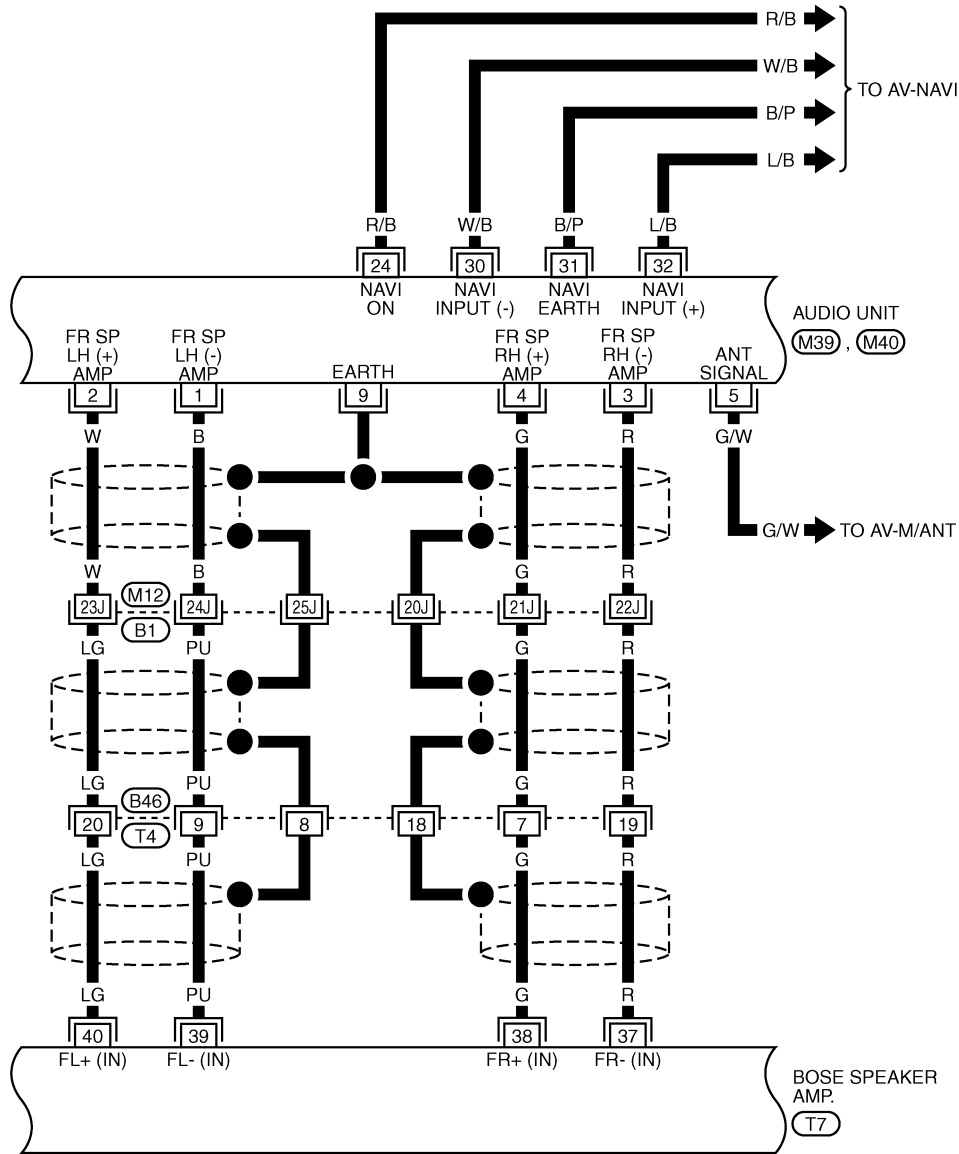 R/B
W/B
B/P
L/B
TO AV-NAVI
R/B W/B B/P L/B
24 30 31 32
NAVI ON
NAVI INPUT (-)
NAVI EARTH
NAVI INPUT (+)
AUDIO UNIT
M39 , M40
FR SP LH (+) AMP
FR SP LH (-) AMP
EARTH
FR SP RH (+) AMP
FR SP RH (-) AMP
ANT SIGNAL
2 1 9 4 3 5
W B G R G/W
G/W TO AV-M/ANT
W B G R
23J M12 24J 25J 20J 21J 22J
B1
LG PU G R
LG PU G R
B46
20 9 8 18 7 19
T4
LG PU G R
LG PU G R
40 39 38 37
FL+ (IN) FL- (IN) FR+ (IN) FR- (IN)
BOSE SPEAKER
AMP.
T7